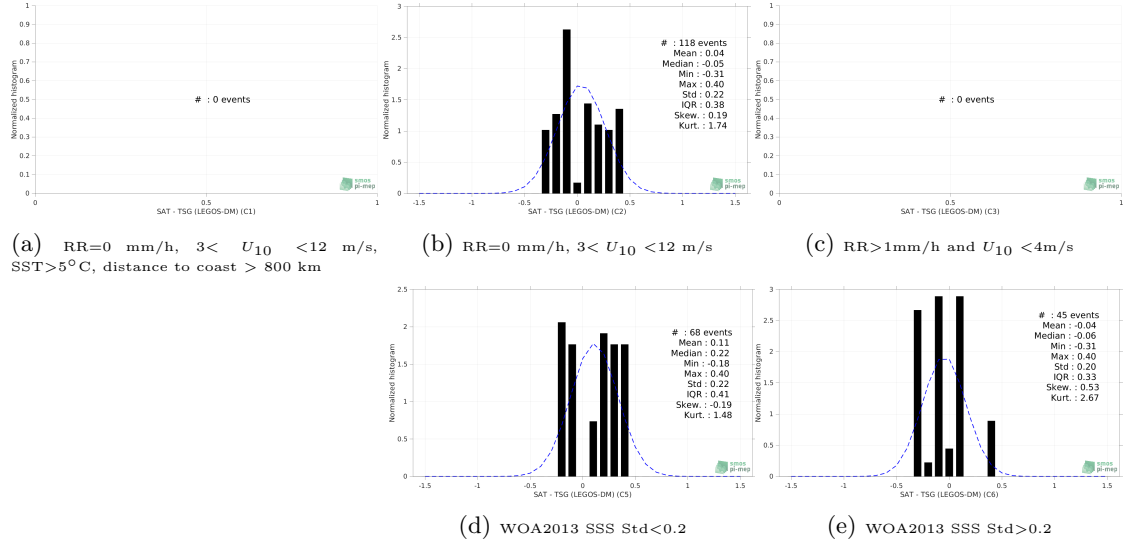 1
0.9
0.8
0.7
0.6
0.5
0.4
0.3
0.2
0.1
0
Normalized histogram
# : 0 events
smos
pi-mep
0 0.5 1
SAT - TSG (LEGOS-DM) (C1)
(a) RR=0 mm/h, 3< U10 <12 m/s,
SST>5°C, distance to coast > 800 km
3
2.5
2
1.5
1
0.5
0
Normalized histogram
# : 118 events
Mean : 0.04
Median : -0.05
Min : -0.31
Max : 0.40
Std : 0.22
IQR : 0.38
Skew. : 0.19
Kurt. : 1.74
smos
pi-mep
-1.5 -1 -0.5 0 0.5 1 1.5
SAT - TSG (LEGOS-DM) (C2)
(b) RR=0 mm/h, 3< U10 <12 m/s
1
0.9
0.8
0.7
0.6
0.5
0.4
0.3
0.2
0.1
0
Normalized histogram
# : 0 events
smos
pi-mep
0 0.5 1
SAT - TSG (LEGOS-DM) (C3)
(c) RR>1mm/h and U10 <4m/s
2.5
2
1.5
1
0.5
0
Normalized histogram
# : 68 events
Mean : 0.11
Median : 0.22
Min : -0.18
Max : 0.40
Std : 0.22
IQR : 0.41
Skew. : -0.19
Kurt. : 1.48
smos
pi-mep
-1.5 -1 -0.5 0 0.5 1 1.5
SAT - TSG (LEGOS-DM) (C5)
(d) WOA2013 SSS Std<0.2
3
2.5
2
1.5
1
0.5
0
Normalized histogram
# : 45 events
Mean : -0.04
Median : -0.06
Min : -0.31
Max : 0.40
Std : 0.20
IQR : 0.33
Skew. : 0.53
Kurt. : 2.67
smos
pi-mep
-1.5 -1 -0.5 0 0.5 1 1.5
SAT - TSG (LEGOS-DM) (C6)
(e) WOA2013 SSS Std>0.2